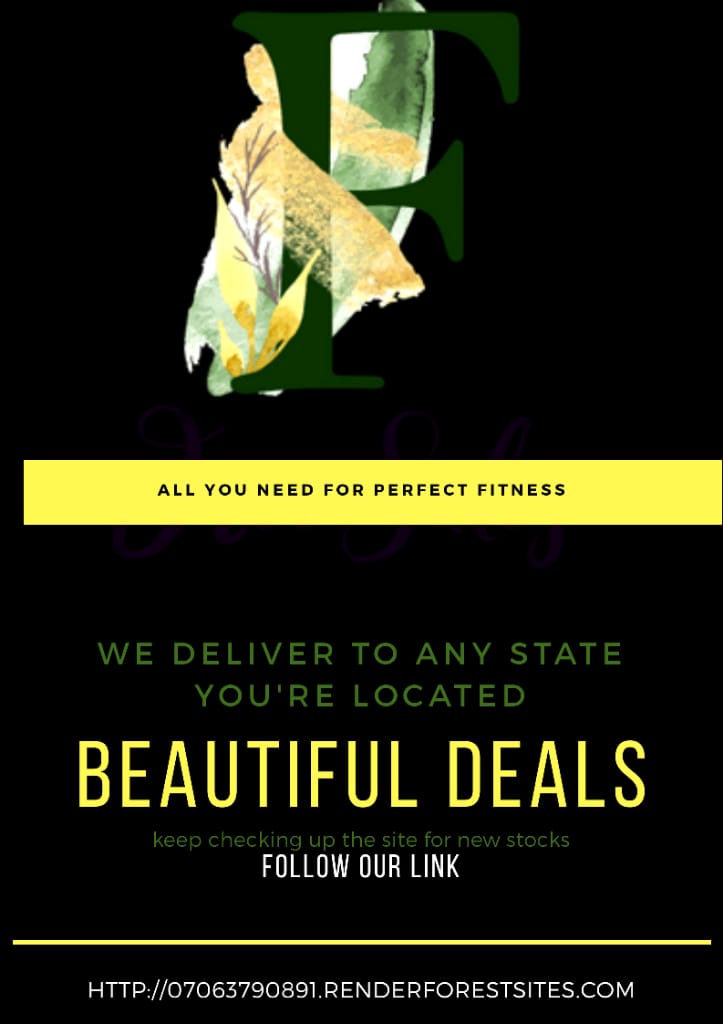 F
ALL YOU NEED FOR PERFECT FITNESS
WE DELIVER TO ANY STATE
YOU'RE LOCATED
BEAUTIFUL DEALS
keep checking up the site for new stocks
FOLLOW OUR LINK
HTTP://07063790891.RENDERFORESTSITES.COM